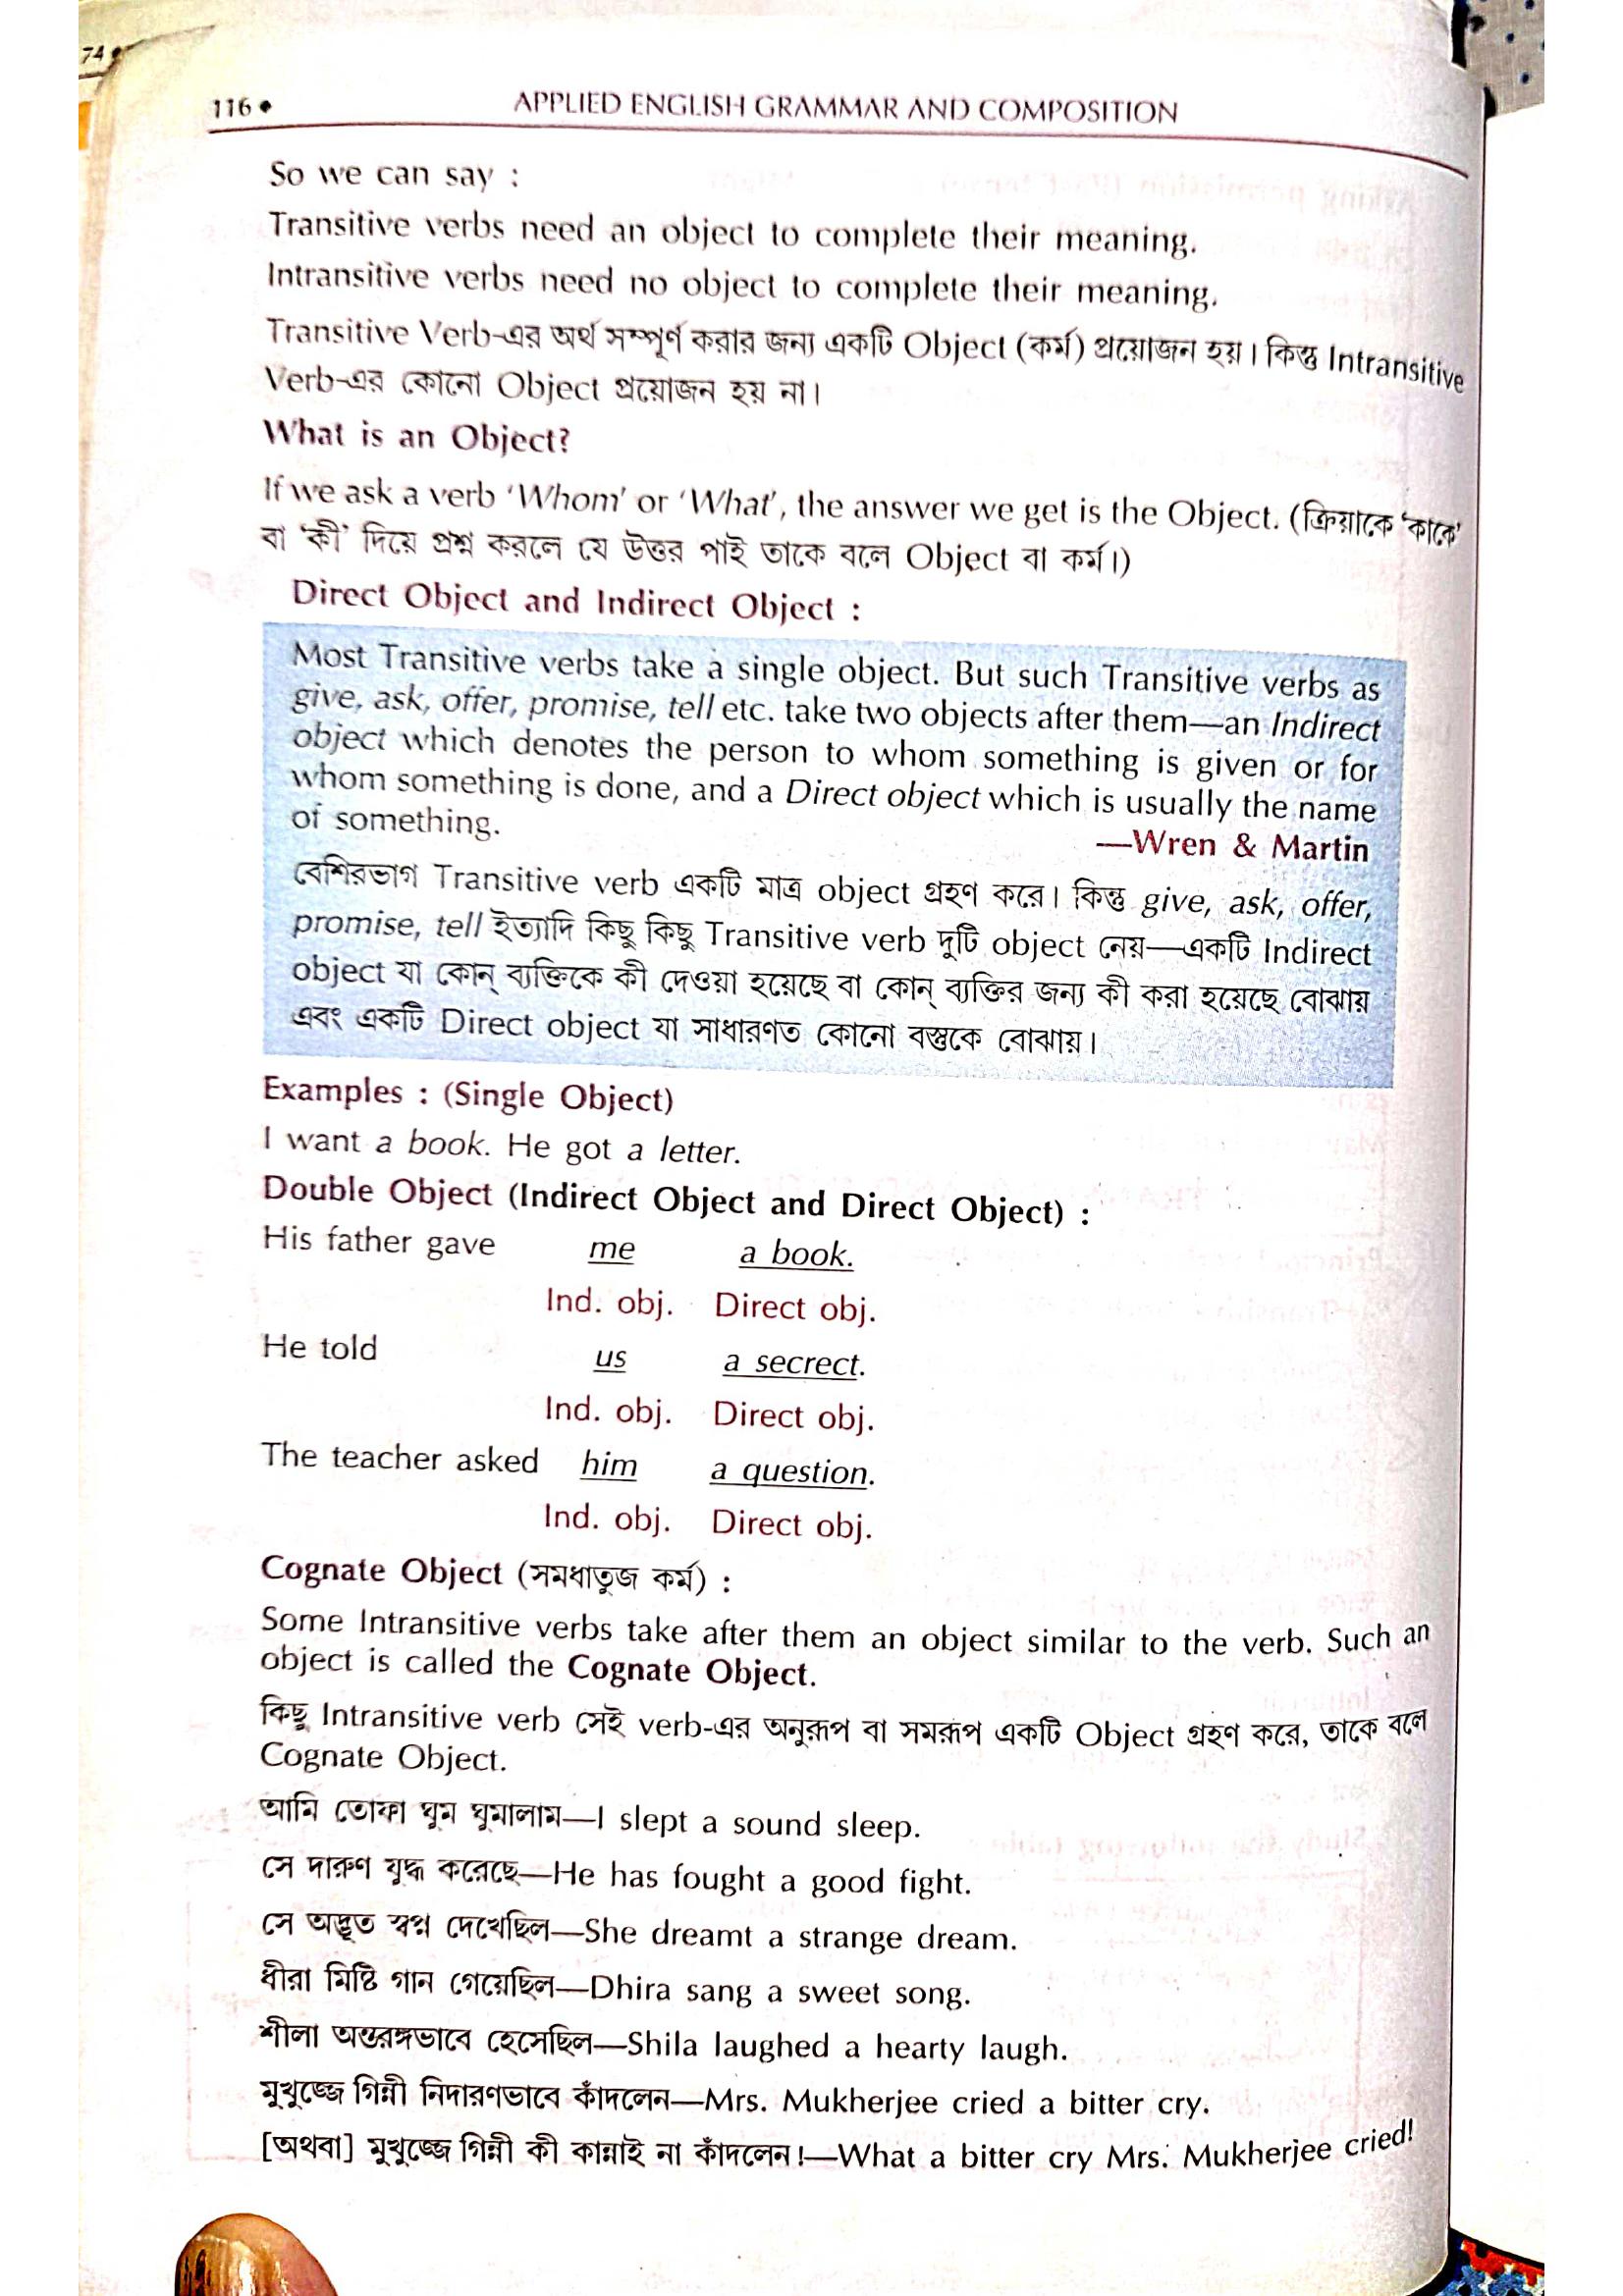 74
116 • APPLIED ENGLISH GRAMMAR AND COMPOSITION
So we can say :
Transitive verbs need an object to complete their meaning.
Intransitive verbs need no object to complete their meaning.
Transitive Verb-এর অর্থ সম্পূর্ণ করার জন্য একটি Object (কর্ম) প্রয়োজন হয়। কিন্তু Intransitive
Verb-এর কোনো Object প্রয়োজন হয় না।
What is an Object?
If we ask a verb ‘Whom’ or ‘What’, the answer we get is the Object. (ক্রিয়াকে ‘কাকে’
বা ‘কী’ দিয়ে প্রশ্ন করলে যে উত্তর পাই তাকে বলে Object বা কর্ম।)
Direct Object and Indirect Object :
Most Transitive verbs take a single object. But such Transitive verbs as
give, ask, offer, promise, tell etc. take two objects after them—an Indirect
object which denotes the person to whom something is given or for
whom something is done, and a Direct object which is usually the name
of something.
—Wren & Martin
বেশিরভাগ Transitive verb একটি মাত্র object গ্রহণ করে। কিন্তু give, ask, offer,
promise, tell ইত্যাদি কিছু কিছু Transitive verb দুটি object নেয়—একটি Indirect
object যা কোন্ ব্যক্তিকে কী দেওয়া হয়েছে বা কোন্ ব্যক্তির জন্য কী করা হয়েছে বোঝায়
এবং একটি Direct object যা সাধারণত কোনো বস্তুকে বোঝায়।
Examples : (Single Object)
I want a book. He got a letter.
Double Object (Indirect Object and Direct Object) :
His father gave me a book.
Ind. obj. Direct obj.
He told us a secrect.
Ind. obj. Direct obj.
The teacher asked him a question.
Ind. obj. Direct obj.
Cognate Object (সমধাতুজ কর্ম) :
Some Intransitive verbs take after them an object similar to the verb. Such an
object is called the Cognate Object.
কিছু Intransitive verb সেই verb-এর অনুরূপ বা সমরূপ একটি Object গ্রহণ করে, তাকে বলে
Cognate Object.
আমি তোফা ঘুম ঘুমালাম—I slept a sound sleep.
সে দারুণ যুদ্ধ করেছে—He has fought a good fight.
সে অদ্ভূত স্বপ্ন দেখেছিল—She dreamt a strange dream.
ধীরা মিষ্টি গান গেয়েছিল—Dhira sang a sweet song.
শীলা অন্তরঙ্গভাবে হেসেছিল—Shila laughed a hearty laugh.
মুখুজ্জে গিন্নী নিদারণভাবে কাঁদলেন—Mrs. Mukherjee cried a bitter cry.
[অথবা] মুখুজ্জে গিন্নী কী কান্নাই না কাঁদলেন!—What a bitter cry Mrs. Mukherjee cried!